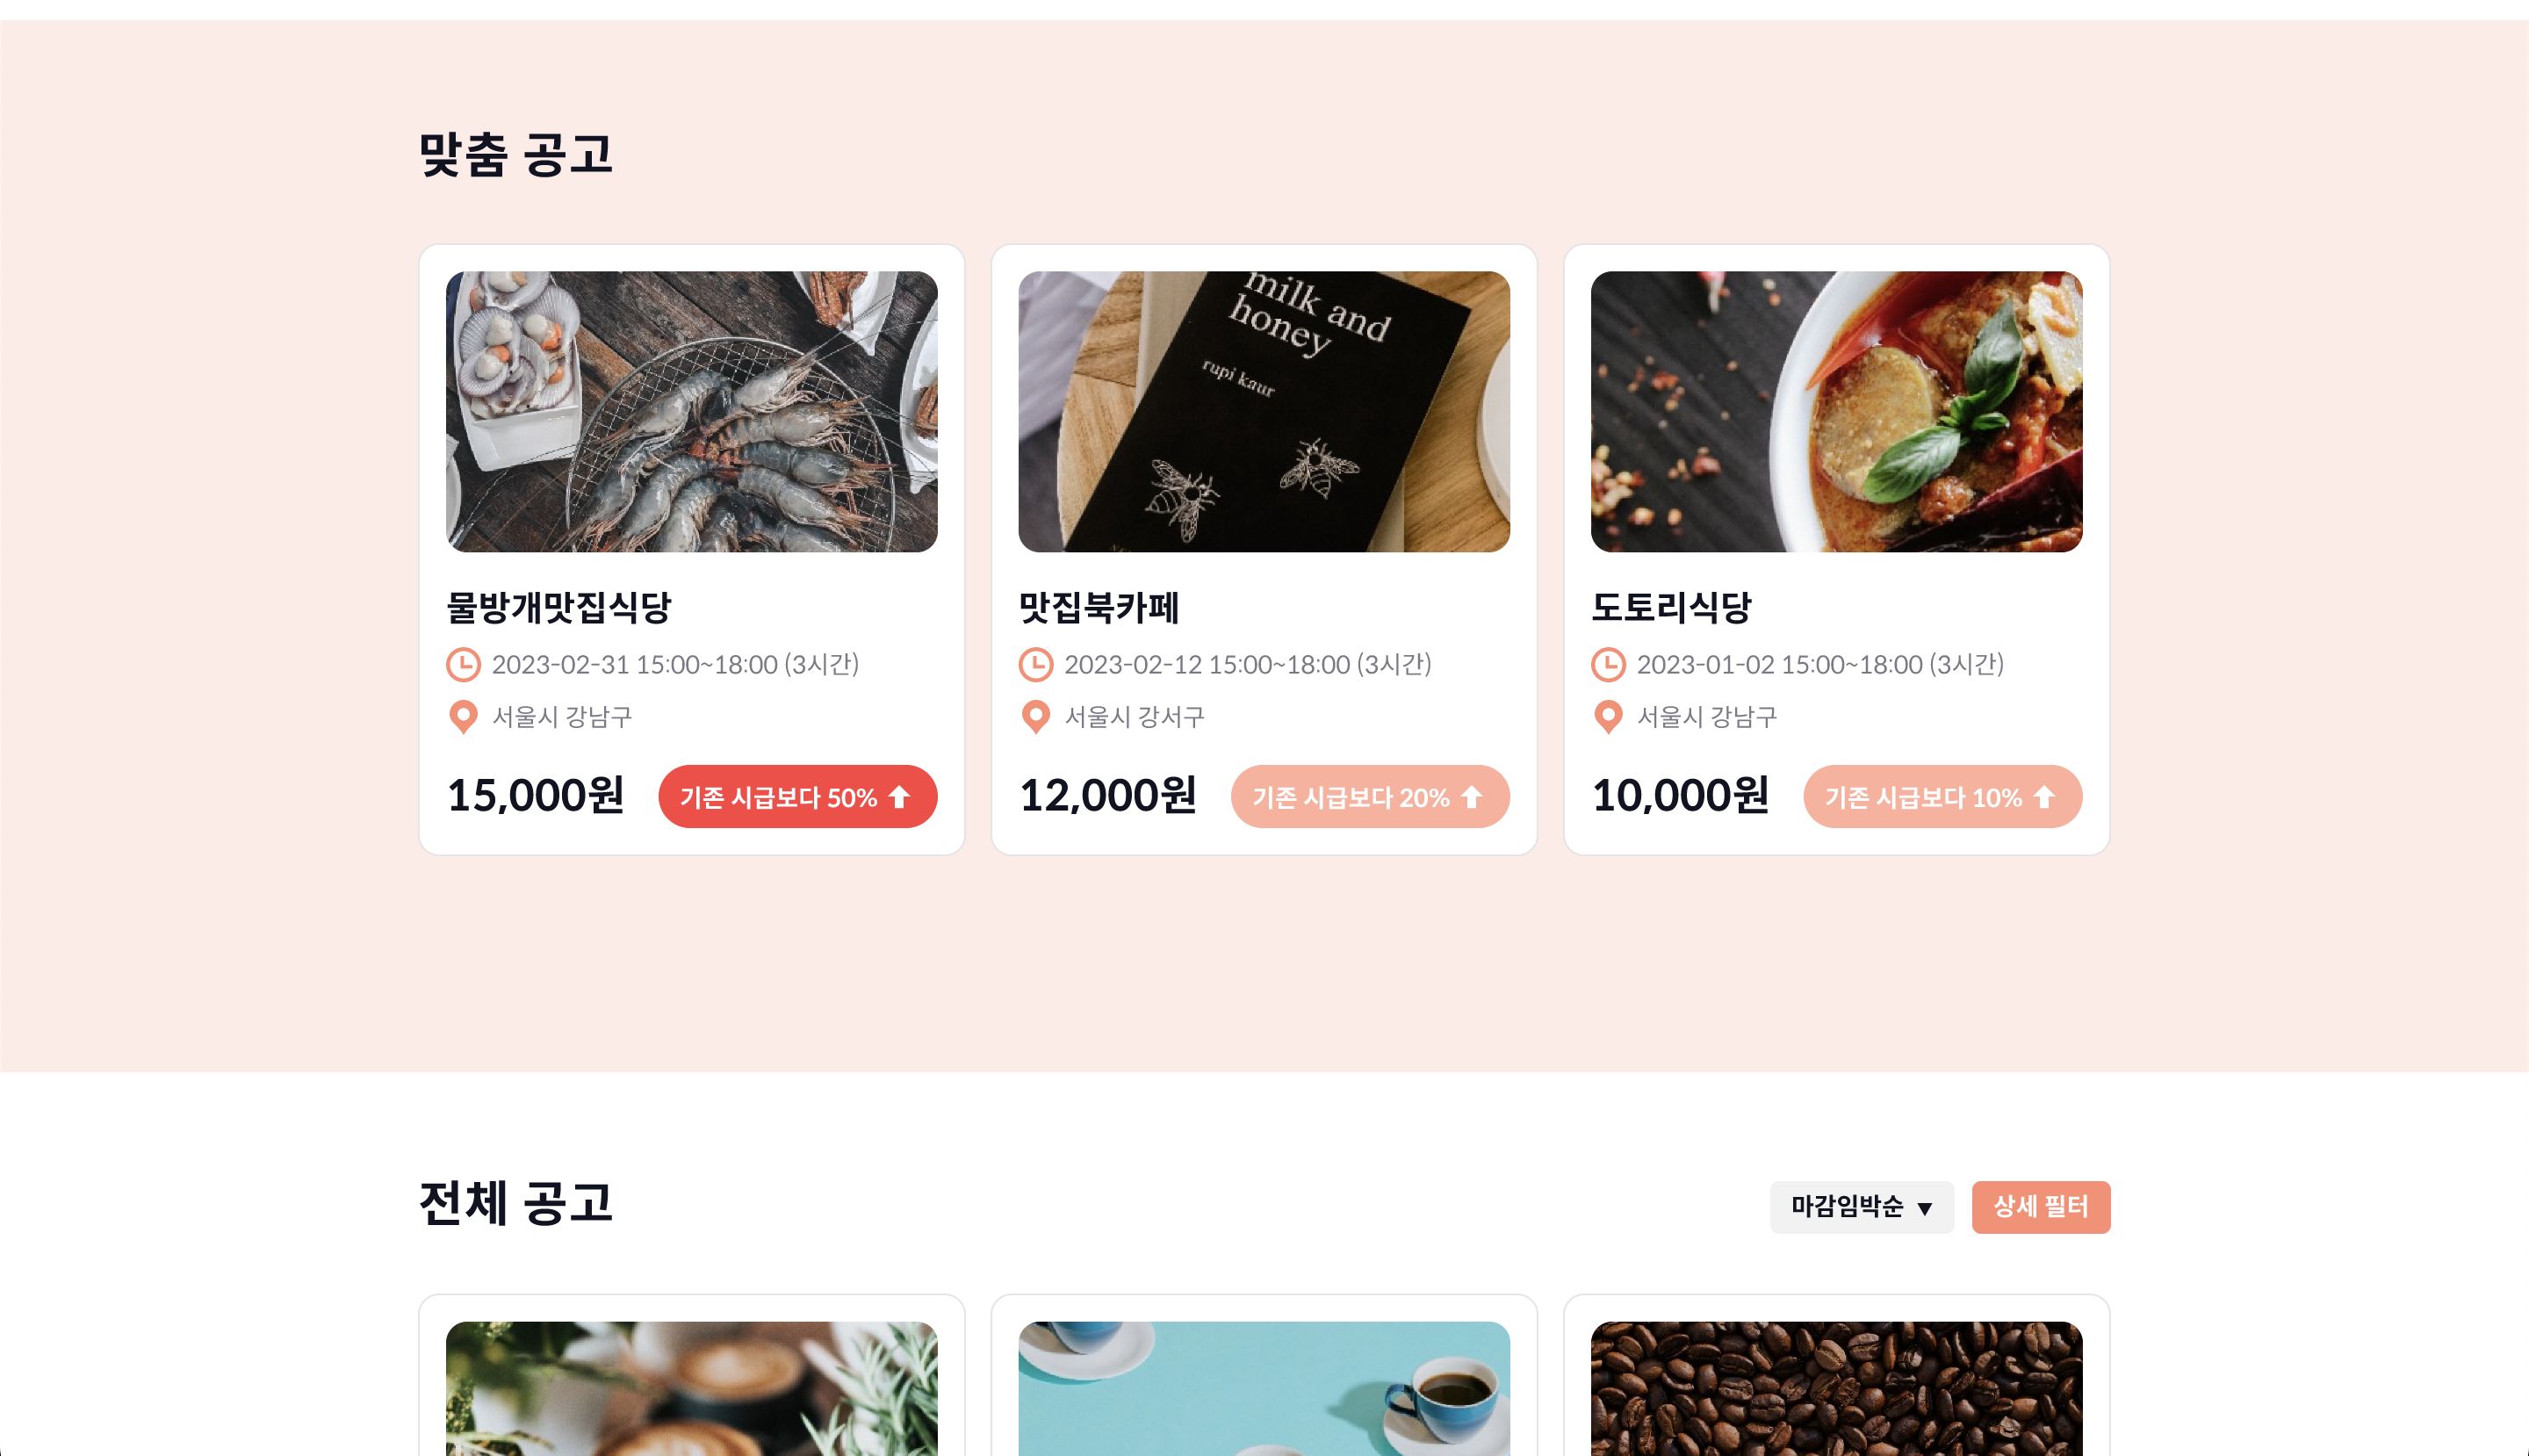 맞춤 공고
milk and
honey
rupi kaur
물방개맛집식당
2023-02-31 15:00~18:00 (3시간)
서울시 강남구
15,000원 기존 시급보다 50%
맛집북카페
2023-02-12 15:00~18:00 (3시간)
서울시 강서구
12,000원 기존 시급보다 20%
도토리식당
2023-01-02 15:00~18:00 (3시간)
서울시 강남구
10,000원 기존 시급보다 10%
전체 공고
마감임박순 ▼ 상세 필터